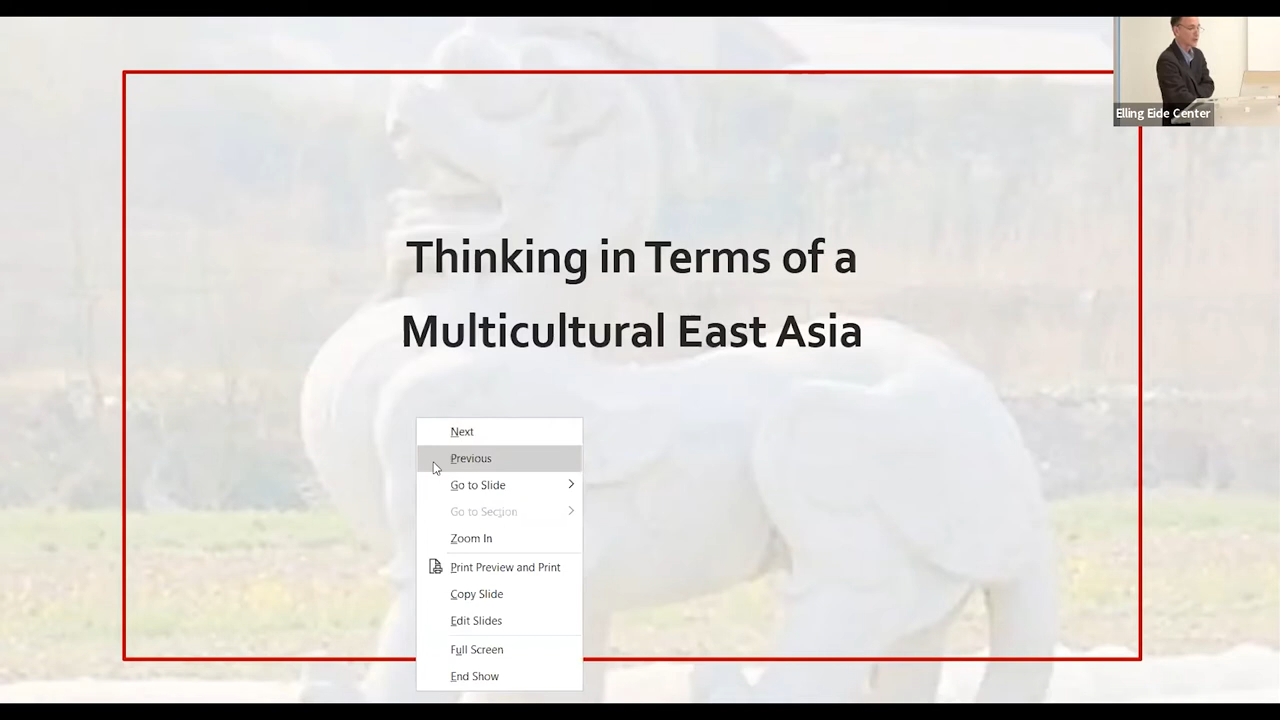 Elling Eide Center
Thinking in Terms of a
Multicultural East Asia
Next
Previous
Go to Slide
Go to Section
Zoom In
Print Preview and Print
Copy Slide
Edit Slides
Full Screen
End Show